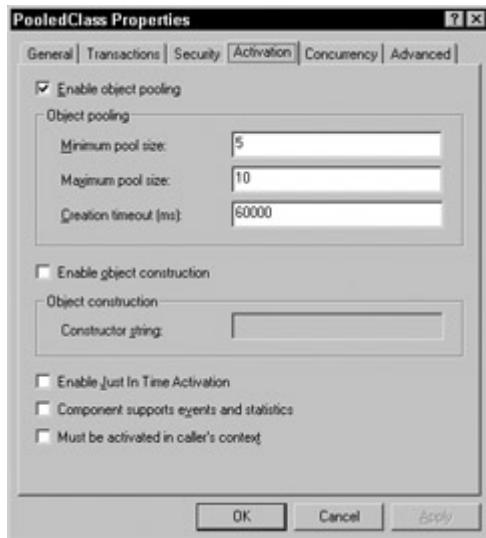 PooledClass Properties
General Transactions Security Activation Concurrency Advanced
Enable object pooling
Object pooling
Minimum pool size: 5
Maximum pool size: 10
Creation timeout (ms): 60000
Enable object construction
Object construction
Constructor string:
Enable Just In Time Activation
Component supports events and statistics
Must be activated in caller's context
OK Cancel Apply